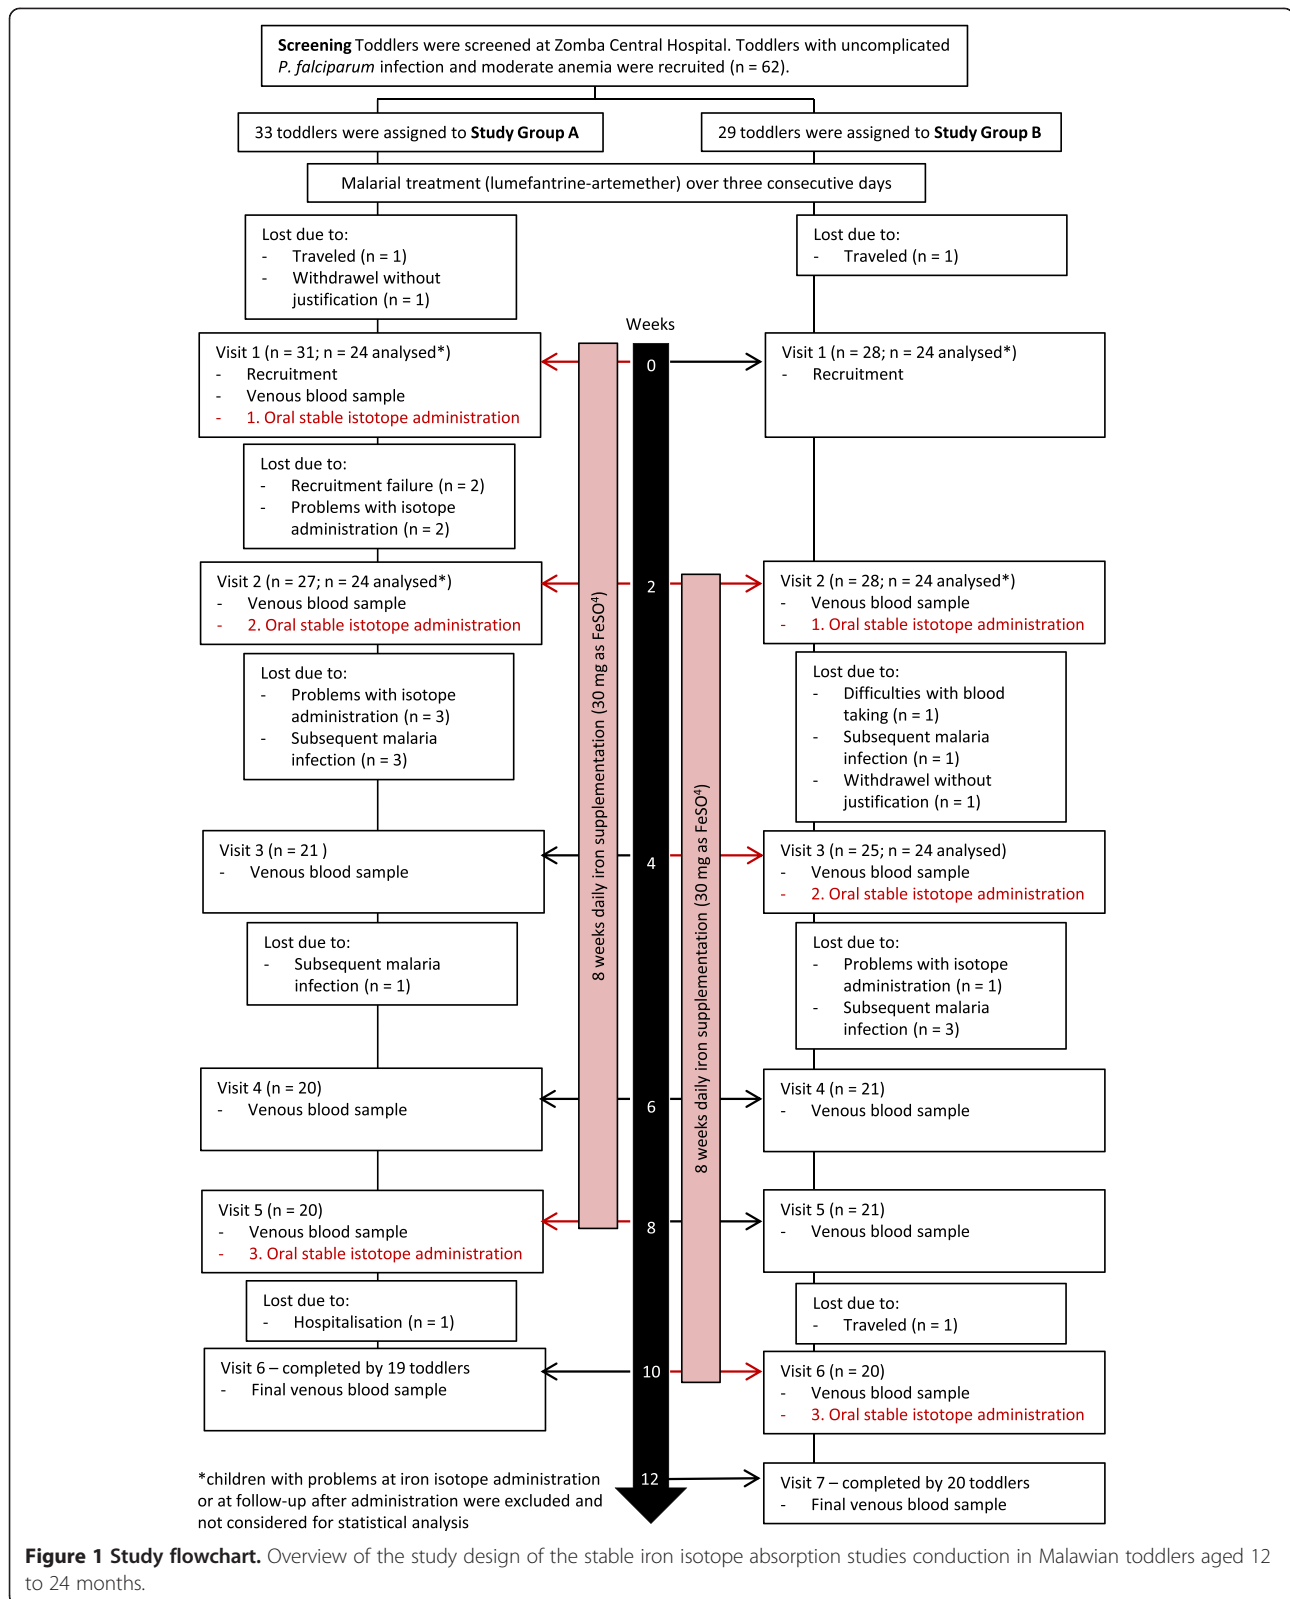 Screening Toddlers were screened at Zomba Central Hospital. Toddlers with uncomplicated
P. falciparum infection and moderate anemia were recruited (n = 62).
33 toddlers were assigned to Study Group A
29 toddlers were assigned to Study Group B
Malarial treatment (lumefantrine-artemether) over three consecutive days
Lost due to:
- Traveled (n = 1)
- Withdrawel without
justification (n = 1)
Lost due to:
- Traveled (n = 1)
Weeks
Visit 1 (n = 31; n = 24 analysed*)
- Recruitment
- Venous blood sample
- 1. Oral stable istotope administration
0
Visit 1 (n = 28; n = 24 analysed*)
- Recruitment
Lost due to:
- Recruitment failure (n = 2)
- Problems with isotope
administration (n = 2)
Visit 2 (n = 27; n = 24 analysed*)
- Venous blood sample
- 2. Oral stable istotope administration
2
Visit 2 (n = 28; n = 24 analysed*)
- Venous blood sample
- 1. Oral stable istotope administration
8 weeks daily iron supplementation (30 mg as FeSO⁴)
8 weeks daily iron supplementation (30 mg as FeSO⁴)
Lost due to:
- Problems with isotope
administration (n = 3)
- Subsequent malaria
infection (n = 3)
Lost due to:
- Difficulties with blood
taking (n = 1)
- Subsequent malaria
infection (n = 1)
- Withdrawel without
justification (n = 1)
Visit 3 (n = 21 )
- Venous blood sample
4
Visit 3 (n = 25; n = 24 analysed)
- Venous blood sample
- 2. Oral stable istotope administration
Lost due to:
- Subsequent malaria
infection (n = 1)
Lost due to:
- Problems with isotope
administration (n = 1)
- Subsequent malaria
infection (n = 3)
Visit 4 (n = 20)
- Venous blood sample
6
Visit 4 (n = 21)
- Venous blood sample
Visit 5 (n = 20)
- Venous blood sample
- 3. Oral stable istotope administration
8
Visit 5 (n = 21)
- Venous blood sample
Lost due to:
- Hospitalisation (n = 1)
Lost due to:
- Traveled (n = 1)
Visit 6 – completed by 19 toddlers
- Final venous blood sample
10
Visit 6 (n = 20)
- Venous blood sample
- 3. Oral stable istotope administration
12
Visit 7 – completed by 20 toddlers
- Final venous blood sample
*children with problems at iron isotope administration
or at follow-up after administration were excluded and
not considered for statistical analysis
Figure 1 Study flowchart. Overview of the study design of the stable iron isotope absorption studies conduction in Malawian toddlers aged 12
to 24 months.